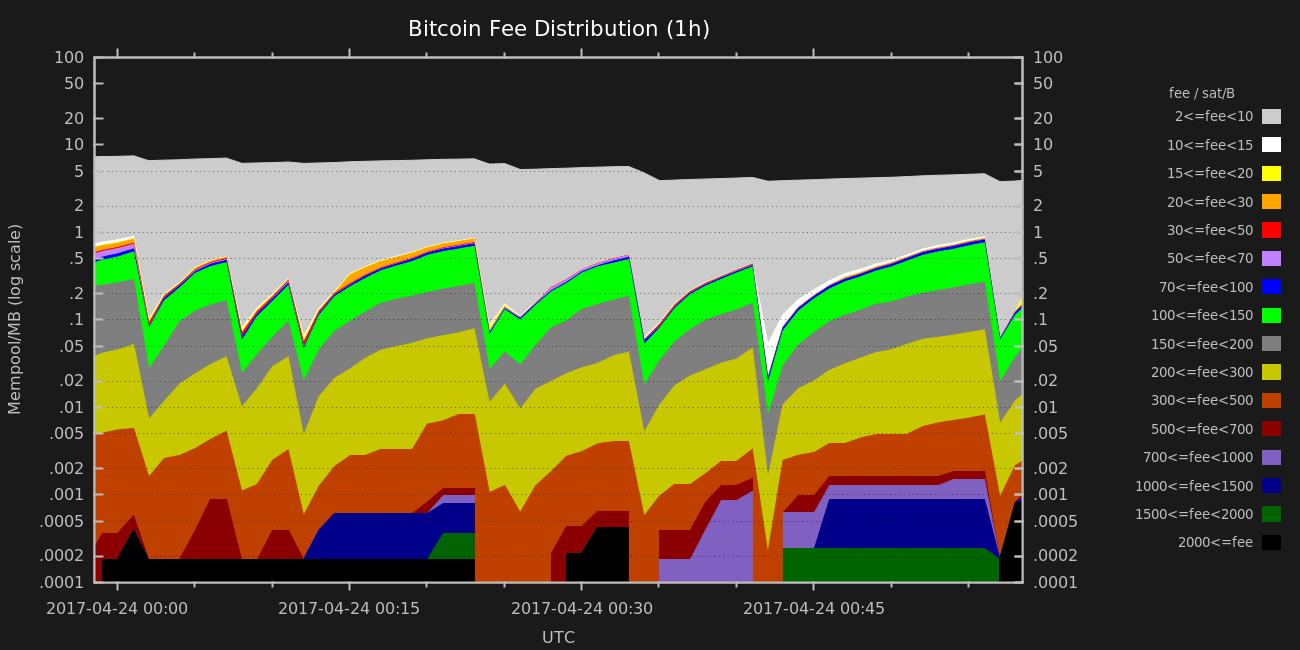 Bitcoin Fee Distribution (1h)
100
50
20
10
5
2
1
.5
.2
.1
.05
.02
.01
.005
.002
.001
.0005
.0002
.0001
Mempool/MB (log scale)
100
50
20
10
5
2
1
.5
.2
.1
.05
.02
.01
.005
.002
.001
.0005
.0002
.0001
2017-04-24 00:00
2017-04-24 00:15
2017-04-24 00:30
2017-04-24 00:45
UTC
fee / sat/B
2<=fee<10
10<=fee<15
15<=fee<20
20<=fee<30
30<=fee<50
50<=fee<70
70<=fee<100
100<=fee<150
150<=fee<200
200<=fee<300
300<=fee<500
500<=fee<700
700<=fee<1000
1000<=fee<1500
1500<=fee<2000
2000<=fee